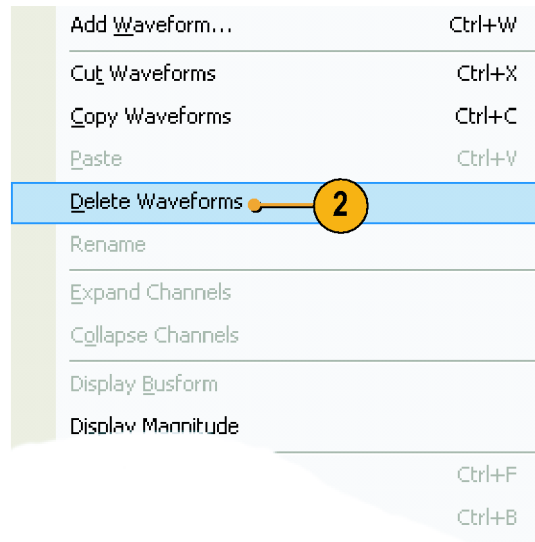 Add Waveform... Ctrl+W
Cut Waveforms Ctrl+X
Copy Waveforms Ctrl+C
Paste Ctrl+V
Delete Waveforms 2
Rename
Expand Channels
Collapse Channels
Display Busform
Display Magnitude
Ctrl+F
Ctrl+B